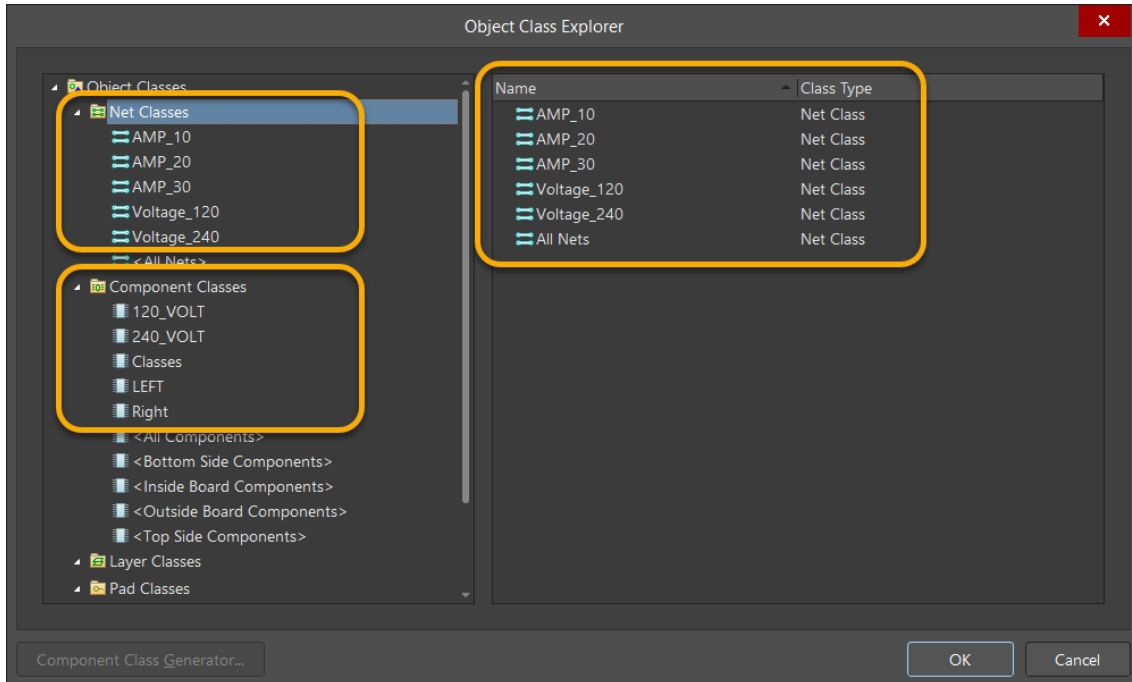 Object Class Explorer
Object Classes
Net Classes
AMP_10
AMP_20
AMP_30
Voltage_120
Voltage_240
<All Nets>
Component Classes
120_VOLT
240_VOLT
Classes
LEFT
Right
<All Components>
<Bottom Side Components>
<Inside Board Components>
<Outside Board Components>
<Top Side Components>
Layer Classes
Pad Classes
Name Class Type
AMP_10 Net Class
AMP_20 Net Class
AMP_30 Net Class
Voltage_120 Net Class
Voltage_240 Net Class
All Nets Net Class
Component Class Generator...
OK
Cancel